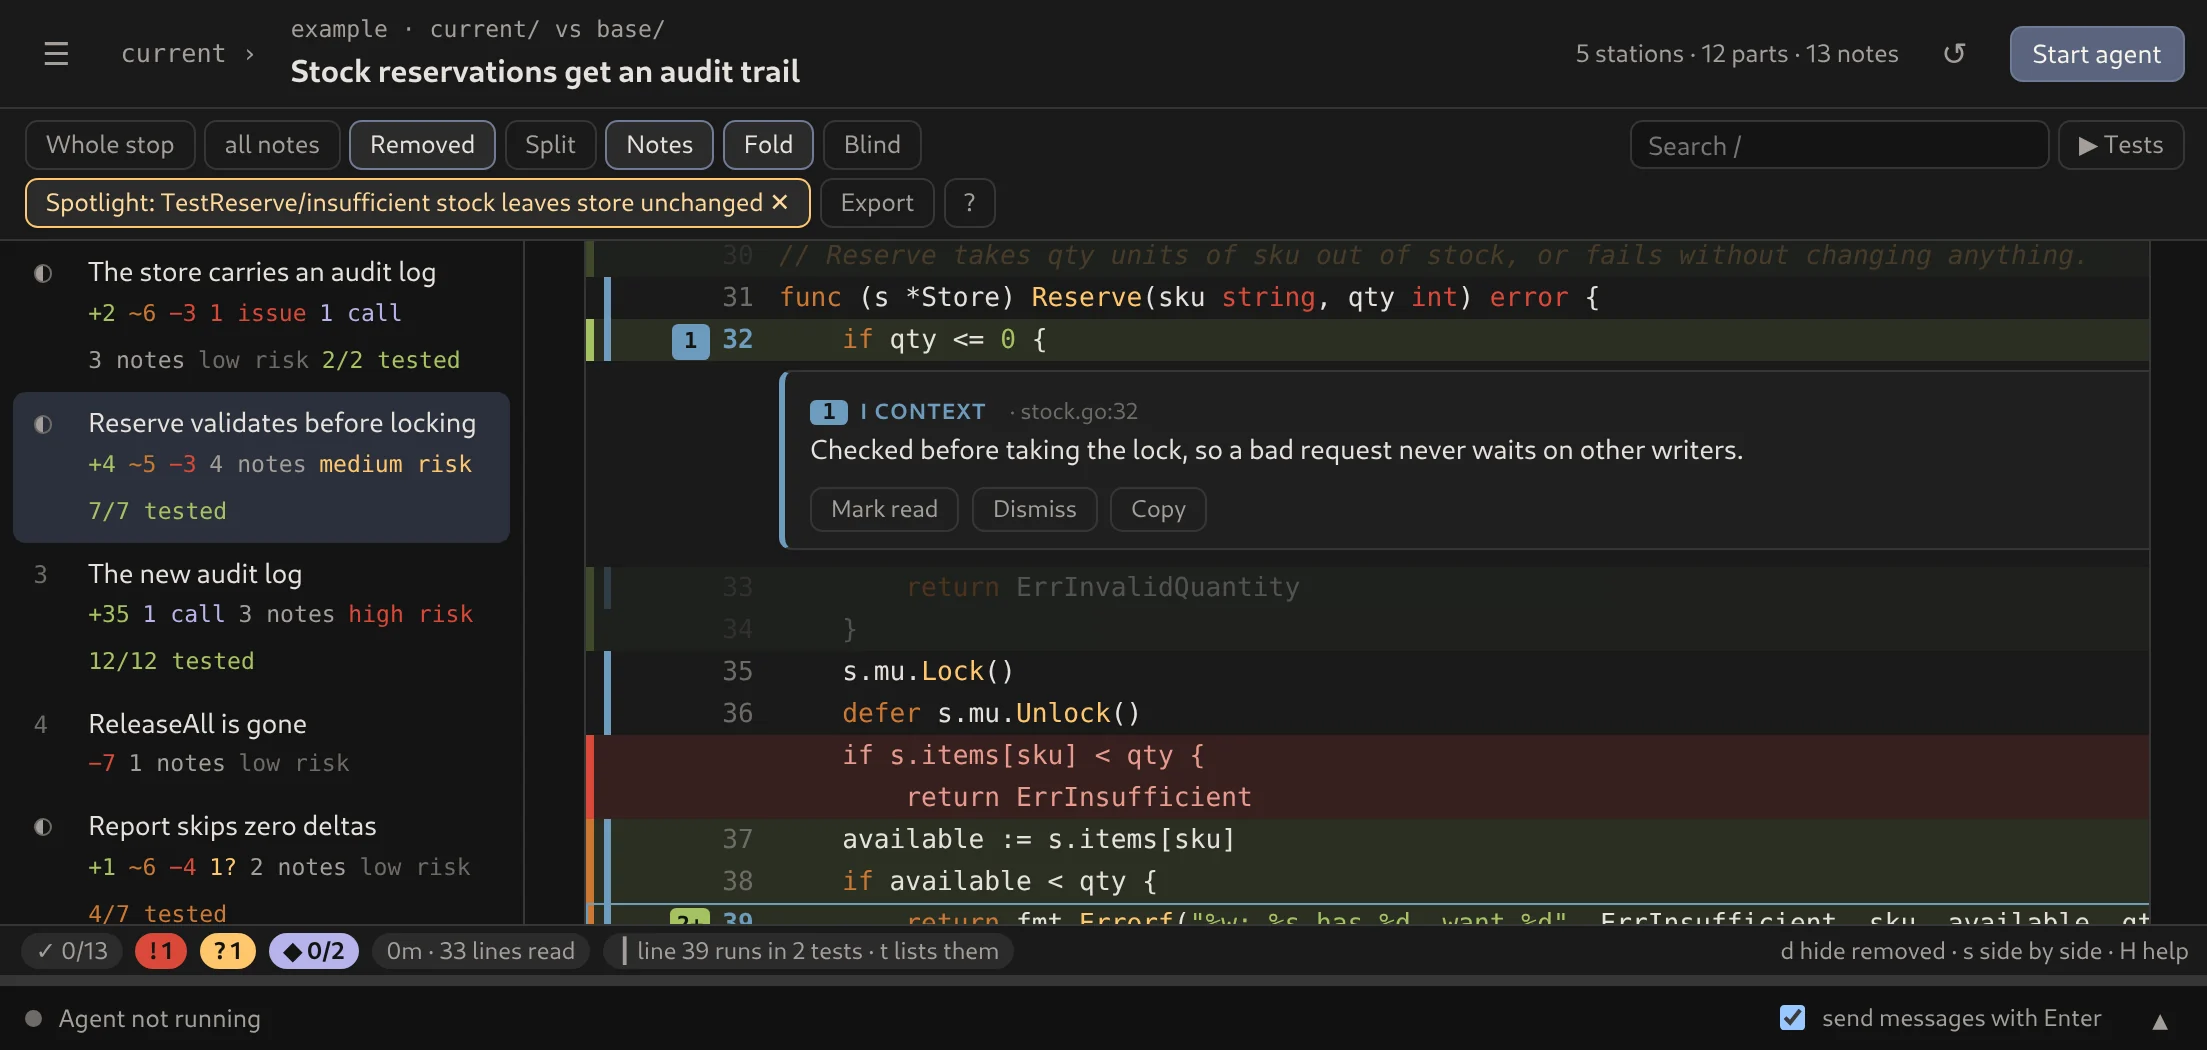 ☰ current › example · current/ vs base/
Stock reservations get an audit trail
5 stations · 12 parts · 13 notes ↺ Start agent
Whole stop all notes Removed Split Notes Fold Blind Search / ▶ Tests
Spotlight: TestReserve/insufficient stock leaves store unchanged ✕ Export ?
The store carries an audit log
+2 ~6 −3 1 issue 1 call
3 notes low risk 2/2 tested
Reserve validates before locking
+4 ~5 −3 4 notes medium risk
7/7 tested
3 The new audit log
+35 1 call 3 notes high risk
12/12 tested
4 ReleaseAll is gone
−7 1 notes low risk
Report skips zero deltas
+1 ~6 −4 1? 2 notes low risk
4/7 tested
30 // Reserve takes qty units of sku out of stock, or fails without changing anything.
31 func (s *Store) Reserve(sku string, qty int) error {
1 32 if qty <= 0 {
1 I CONTEXT · stock.go:32
Checked before taking the lock, so a bad request never waits on other writers.
Mark read Dismiss Copy
33 return ErrInvalidQuantity
34 }
35 s.mu.Lock()
36 defer s.mu.Unlock()
if s.items[sku] < qty {
return ErrInsufficient
37 available := s.items[sku]
38 if available < qty {
2+ 39 return fmt.Errorf("%w: %s has %d, want %d", ErrInsufficient, sku, available, qt
✓ 0/13 ! 1 ? 1 ◆ 0/2 0m · 33 lines read line 39 runs in 2 tests · t lists them d hide removed · s side by side · H help
Agent not running send messages with Enter ▲